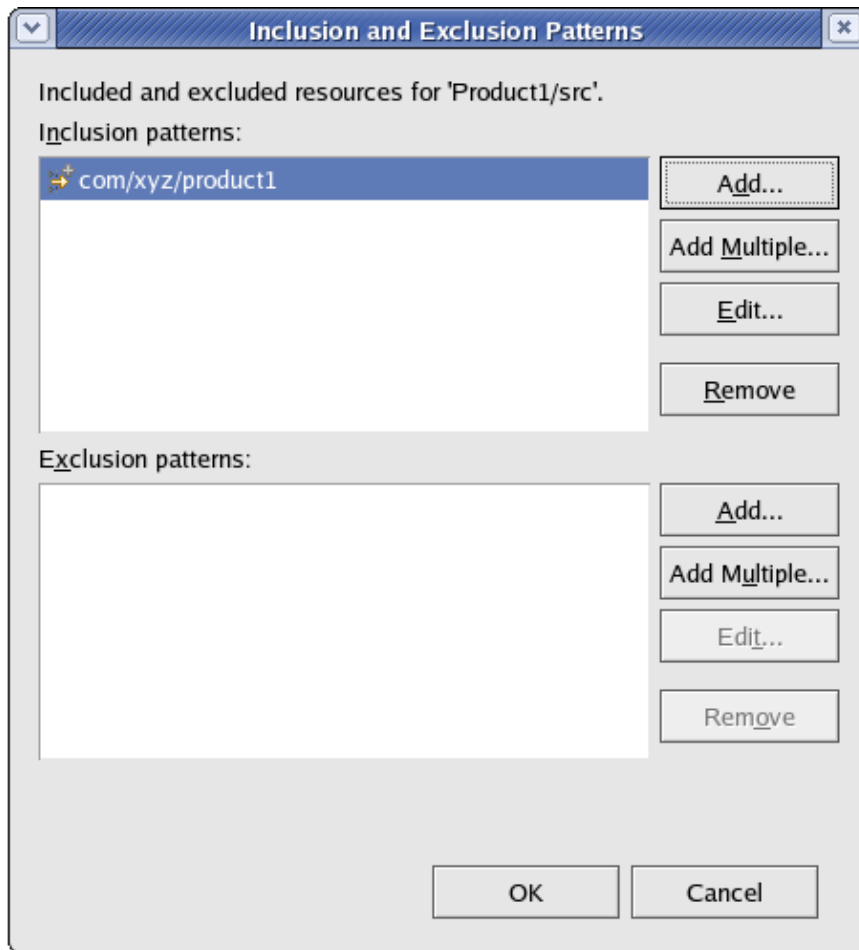 Inclusion and Exclusion Patterns
Included and excluded resources for 'Product1/src'.
Inclusion patterns:
com/xyz/product1
Add...
Add Multiple...
Edit...
Remove
Exclusion patterns:
Add...
Add Multiple...
Edit...
Remove
OK
Cancel